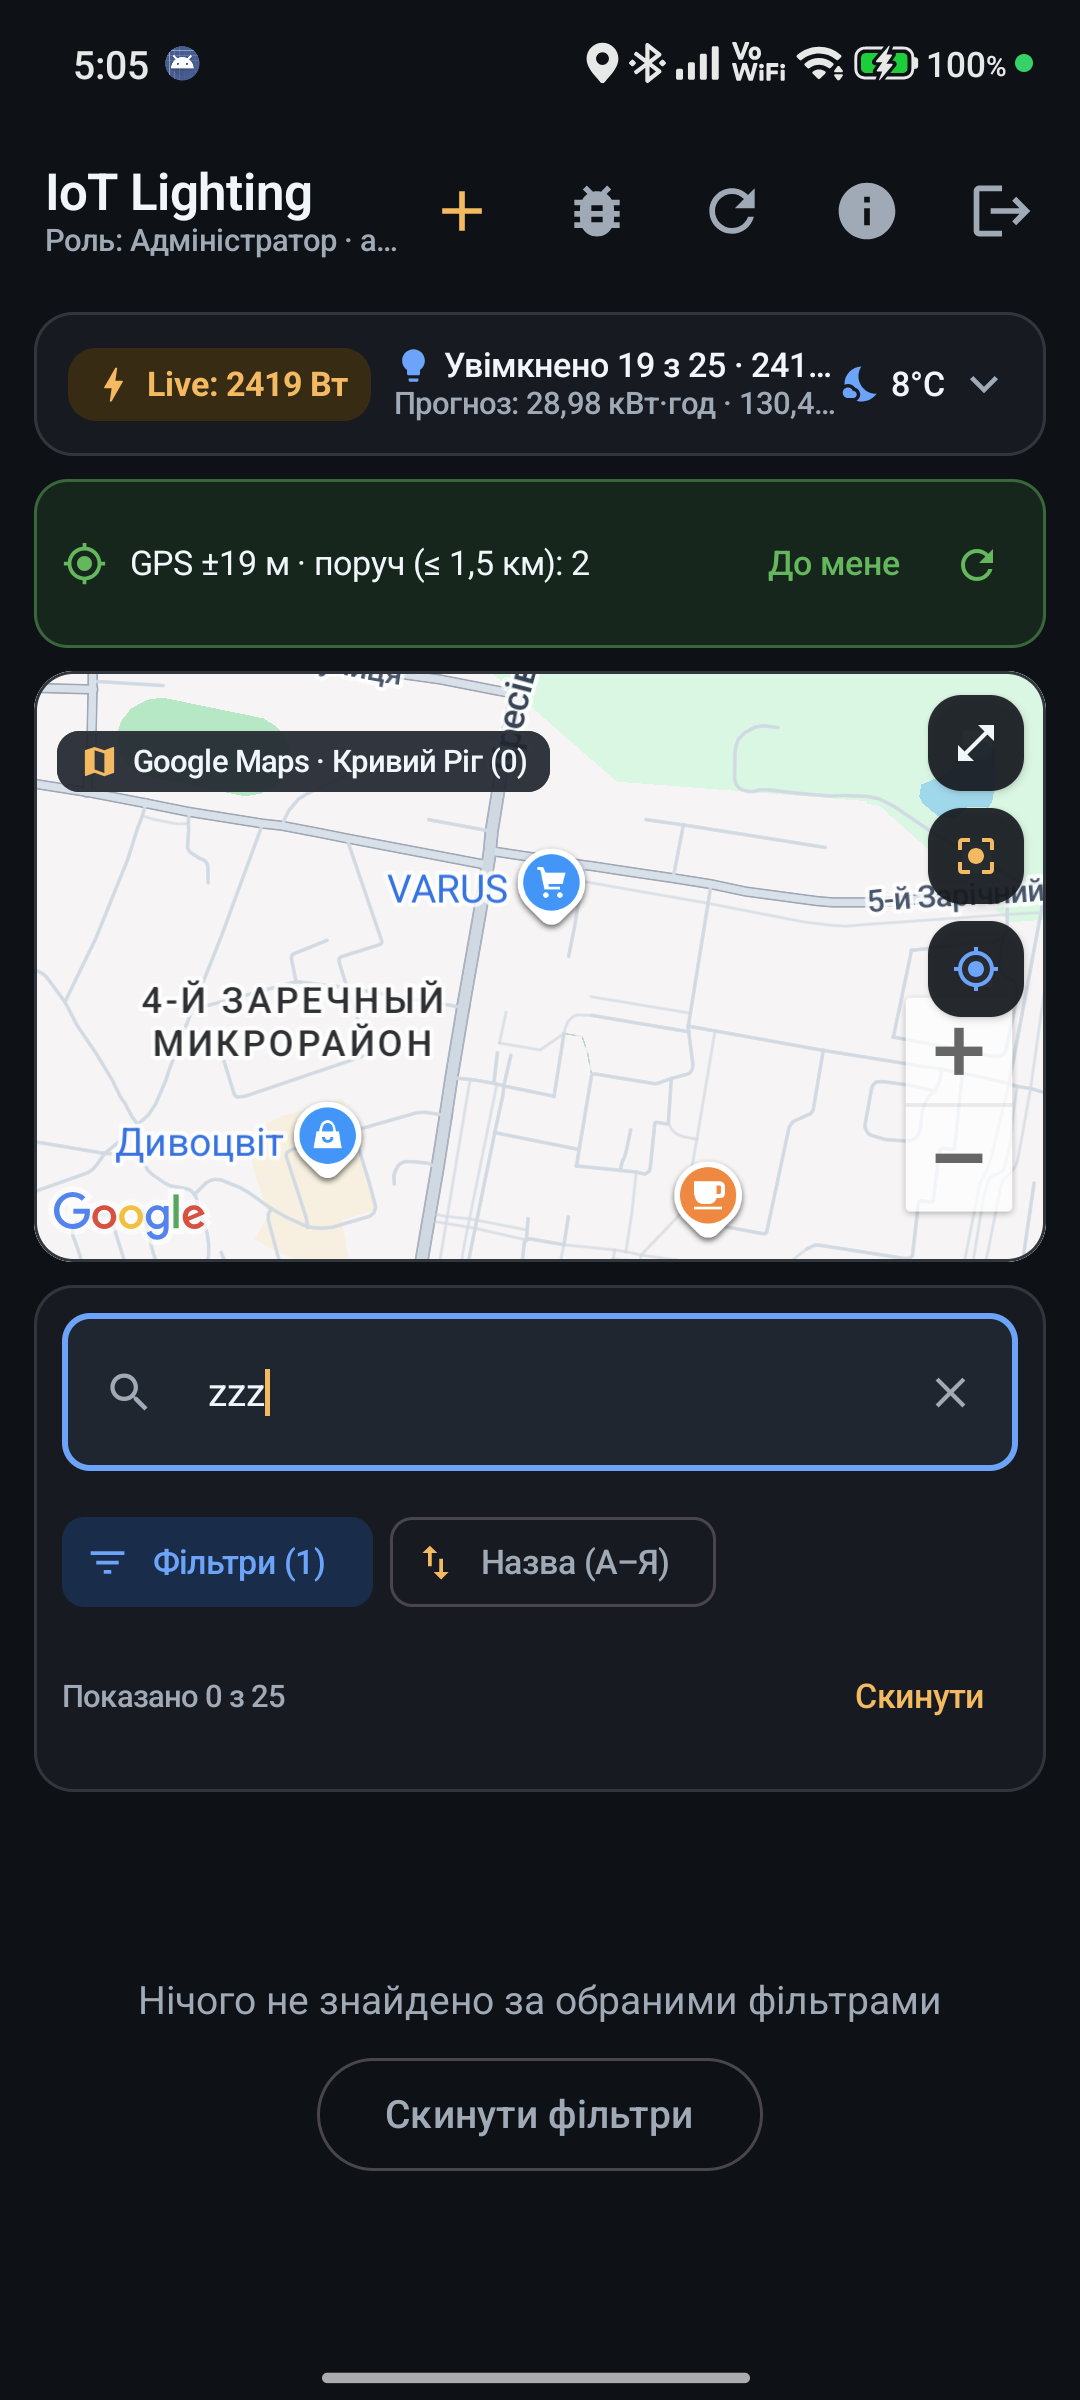 5:05
Vo WiFi
100%
IoT Lighting
Роль: Адміністратор · а...
Live: 2419 Вт
Увімкнено 19 з 25 · 241...
Прогноз: 28,98 кВт·год · 130,4...
8°C
GPS ±19 м · поруч (≤ 1,5 км): 2
До мене
Google Maps · Кривий Ріг (0)
VARUS
5-й Зарічний
4-Й ЗАРЕЧНЫЙ
МИКРОРАЙОН
Дивоцвіт
Google
zzz
Фільтри (1)
Назва (А–Я)
Показано 0 з 25
Скинути
Нічого не знайдено за обраними фільтрами
Скинути фільтри